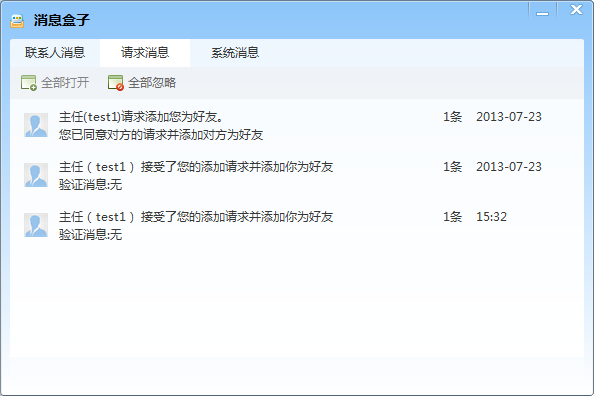 消息盒子
联系人消息 请求消息 系统消息
全部打开 全部忽略
主任(test1)请求添加您为好友。 1条 2013-07-23
您已同意对方的请求并添加对方为好友
主任（test1） 接受了您的添加请求并添加你为好友 1条 2013-07-23
验证消息:无
主任（test1） 接受了您的添加请求并添加你为好友 1条 15:32
验证消息:无